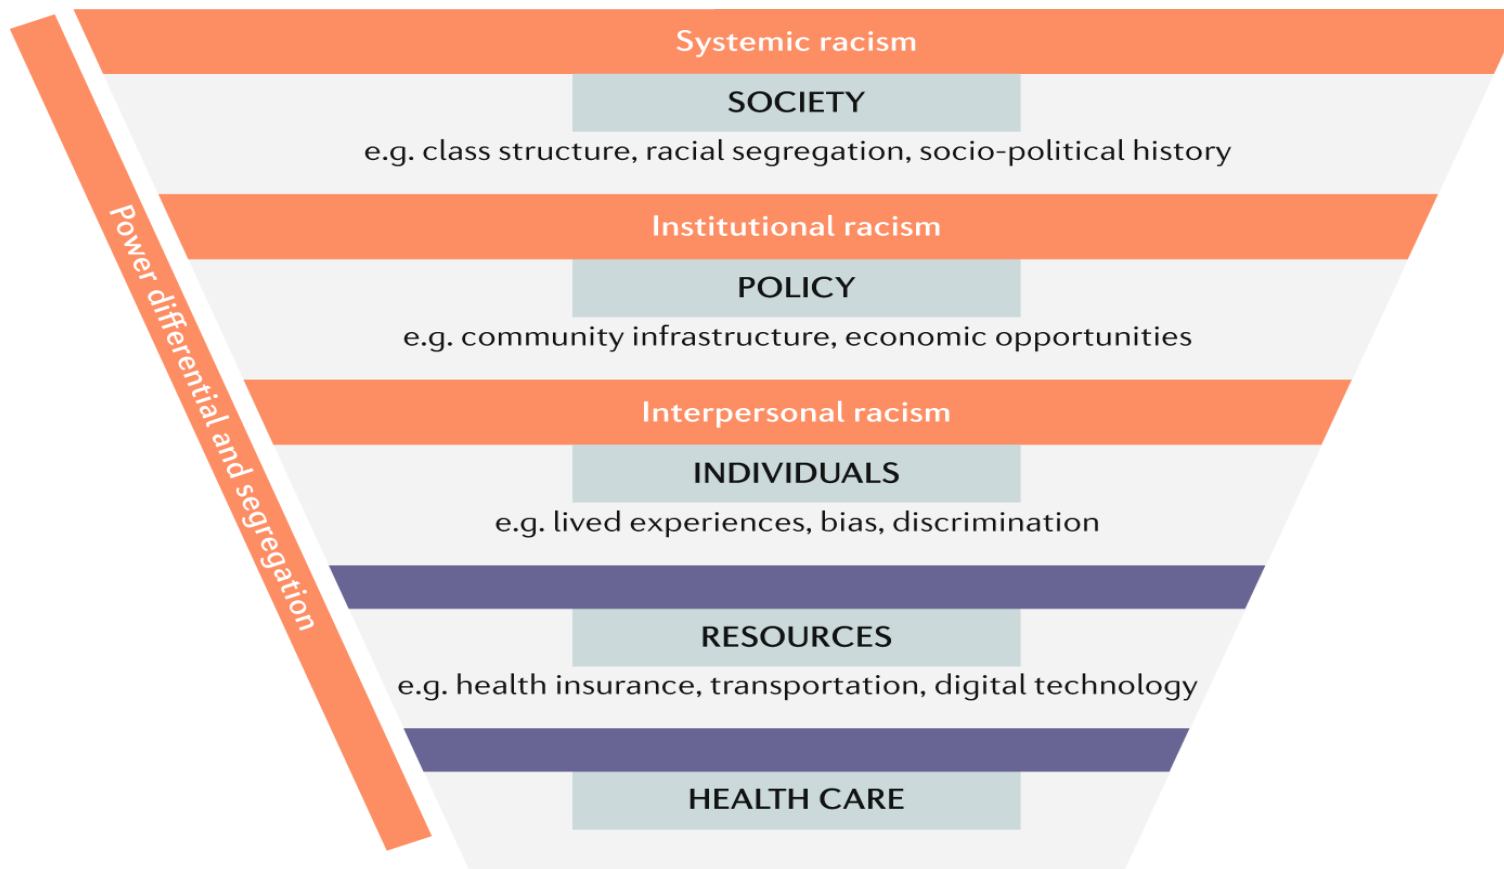 Systemic racism
SOCIETY
e.g. class structure, racial segregation, socio-political history
Institutional racism
POLICY
e.g. community infrastructure, economic opportunities
Interpersonal racism
INDIVIDUALS
e.g. lived experiences, bias, discrimination
RESOURCES
e.g. health insurance, transportation, digital technology
HEALTH CARE
Power differential and segregation